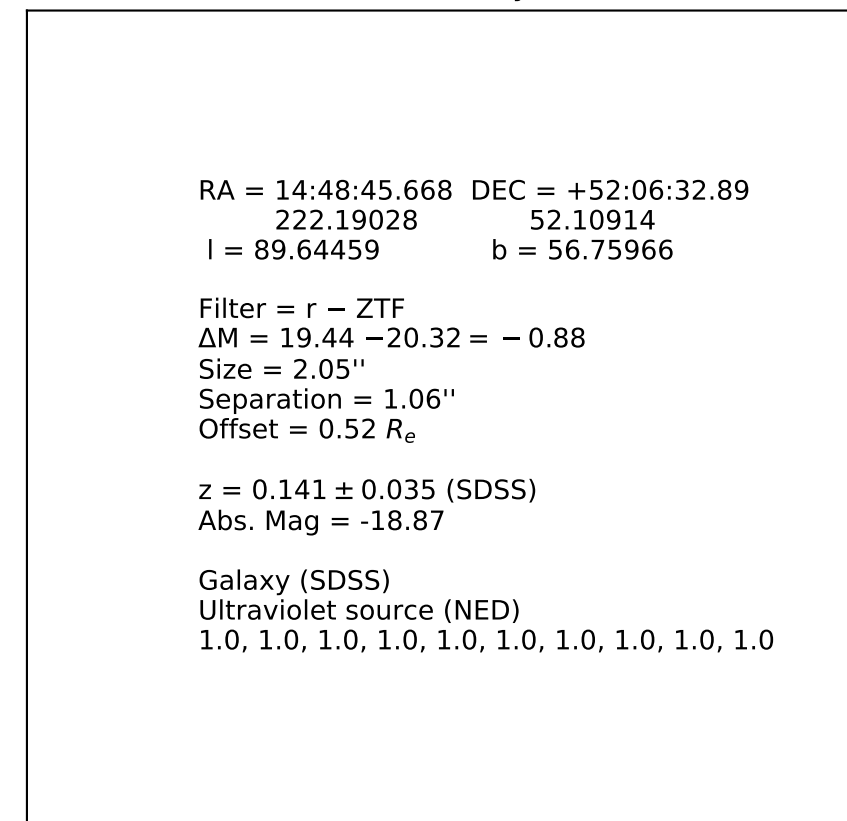 RA = 14:48:45.668  DEC = +52:06:32.89
222.19028 52.10914
l = 89.64459 b = 56.75966
Filter = r − ZTF
ΔM = 19.44 −20.32 = − 0.88
Size = 2.05''
Separation = 1.06''
Offset = 0.52 Re
z = 0.141 ± 0.035 (SDSS)
Abs. Mag = -18.87
Galaxy (SDSS)
Ultraviolet source (NED)
1.0, 1.0, 1.0, 1.0, 1.0, 1.0, 1.0, 1.0, 1.0, 1.0